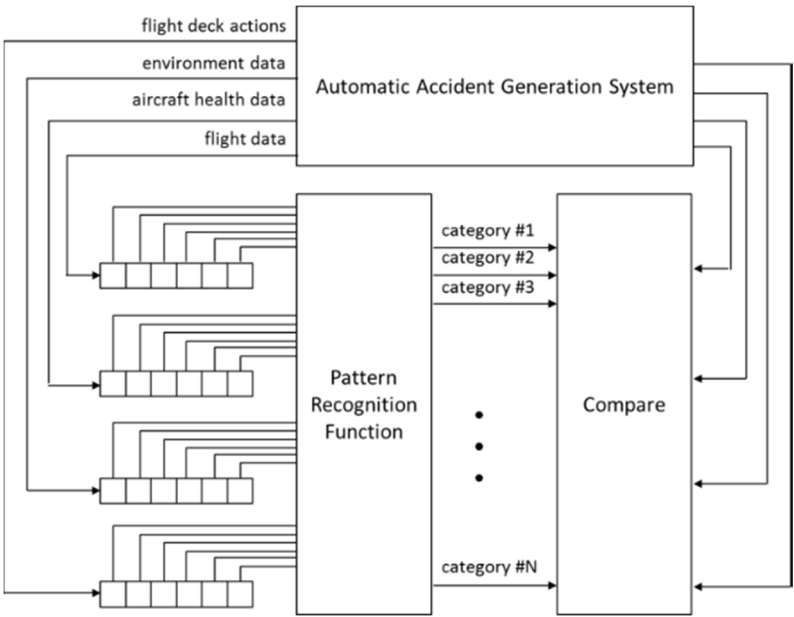 flight deck actions
environment data
aircraft health data
flight data
Automatic Accident Generation System
category #1
category #2
category #3
Pattern
Recognition
Function
Compare
category #N